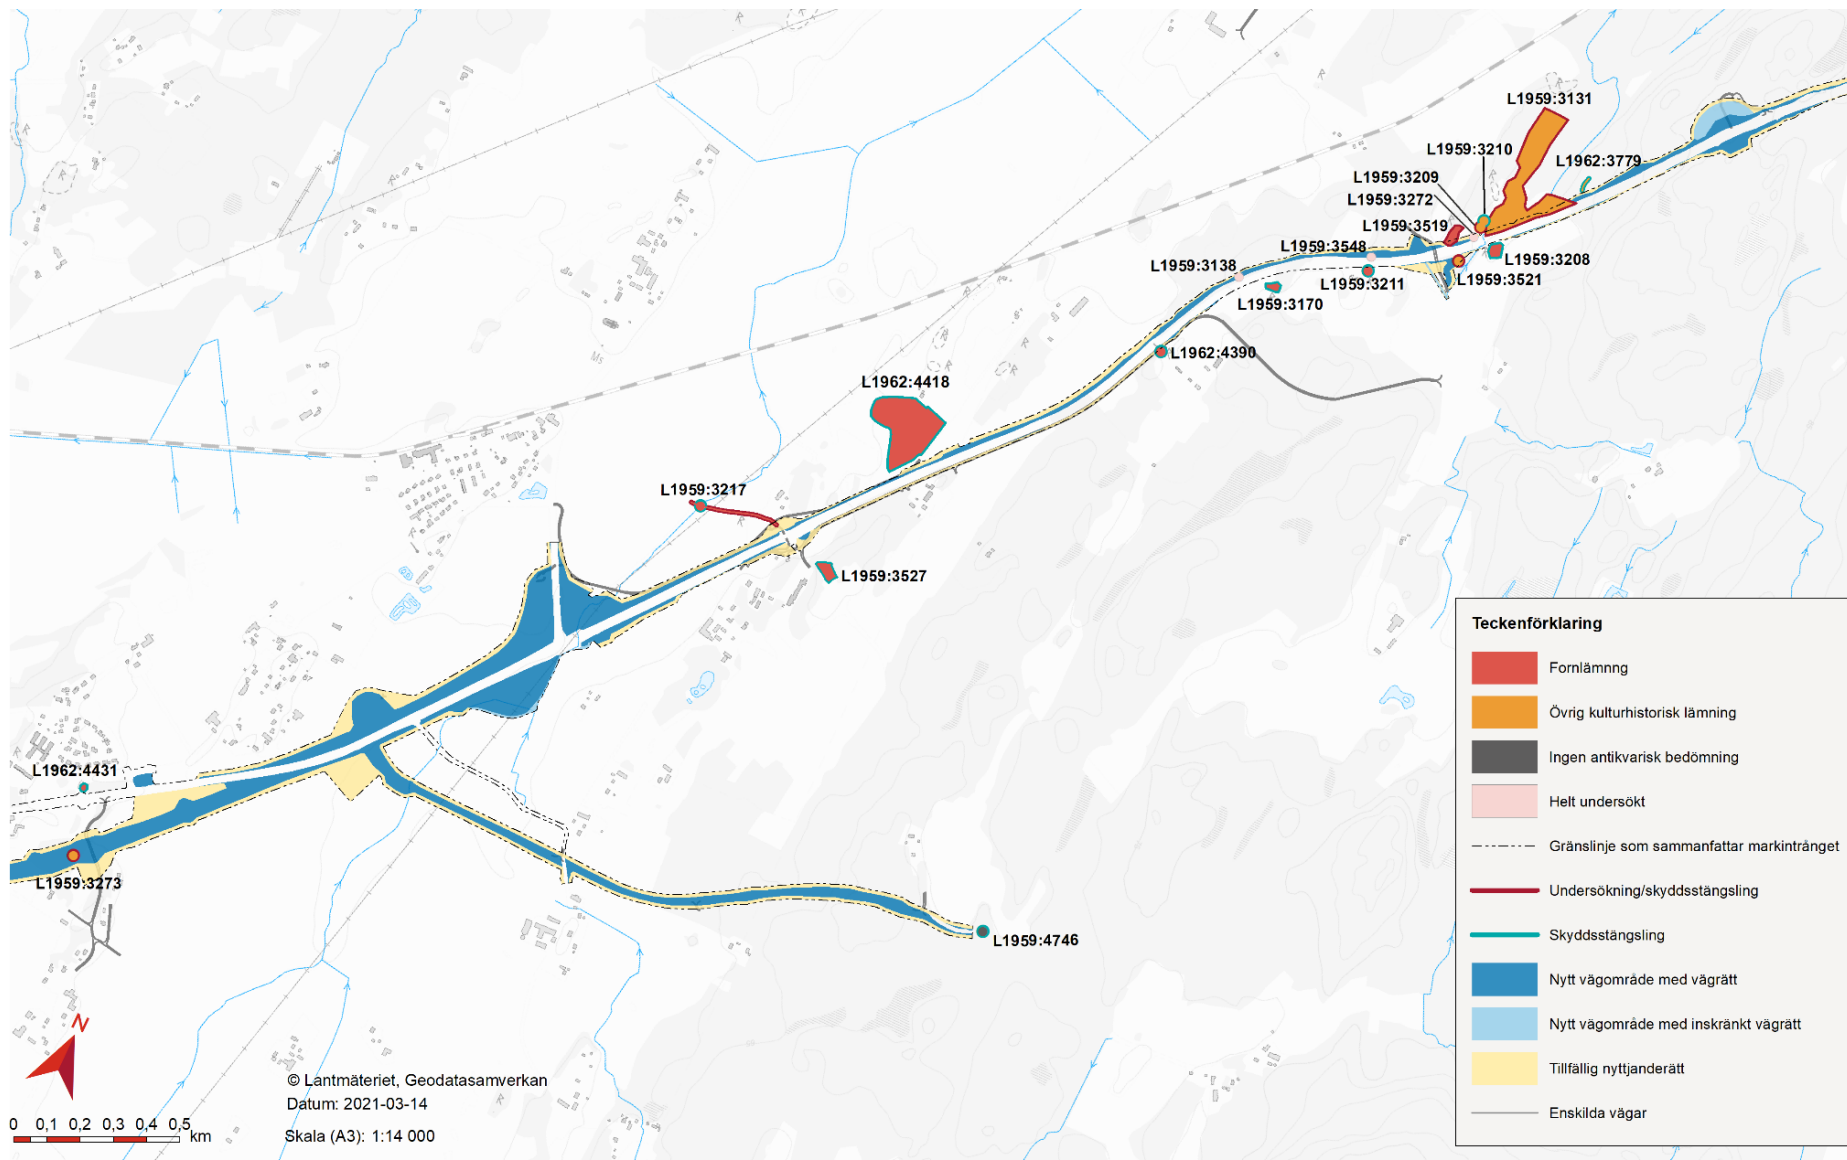 L1959:3131
L1959:3210
L1962:3779
L1959:3209
L1959:3272
L1959:3519
L1959:3548
L1959:3208
L1959:3138
L1959:3211
L1959:3521
L1959:3170
L1962:4390
L1962:4418
L1959:3217
Ms
L1959:3527
L1962:4431
L1959:3273
L1959:4746
Teckenförklaring
Fornlämnng
Övrig kulturhistorisk lämning
Ingen antikvarisk bedömning
Helt undersökt
Gränslinje som sammanfattar markintrånget
Undersökning/skyddsstängsling
Skyddsstängsling
Nytt vägområde med vägrätt
Nytt vägområde med inskränkt vägrätt
Tillfällig nyttjanderätt
Enskilda vägar
N
© Lantmäteriet, Geodatasamverkan
Datum: 2021-03-14
0 0,1 0,2 0,3 0,4 0,5
km
Skala (A3): 1:14 000